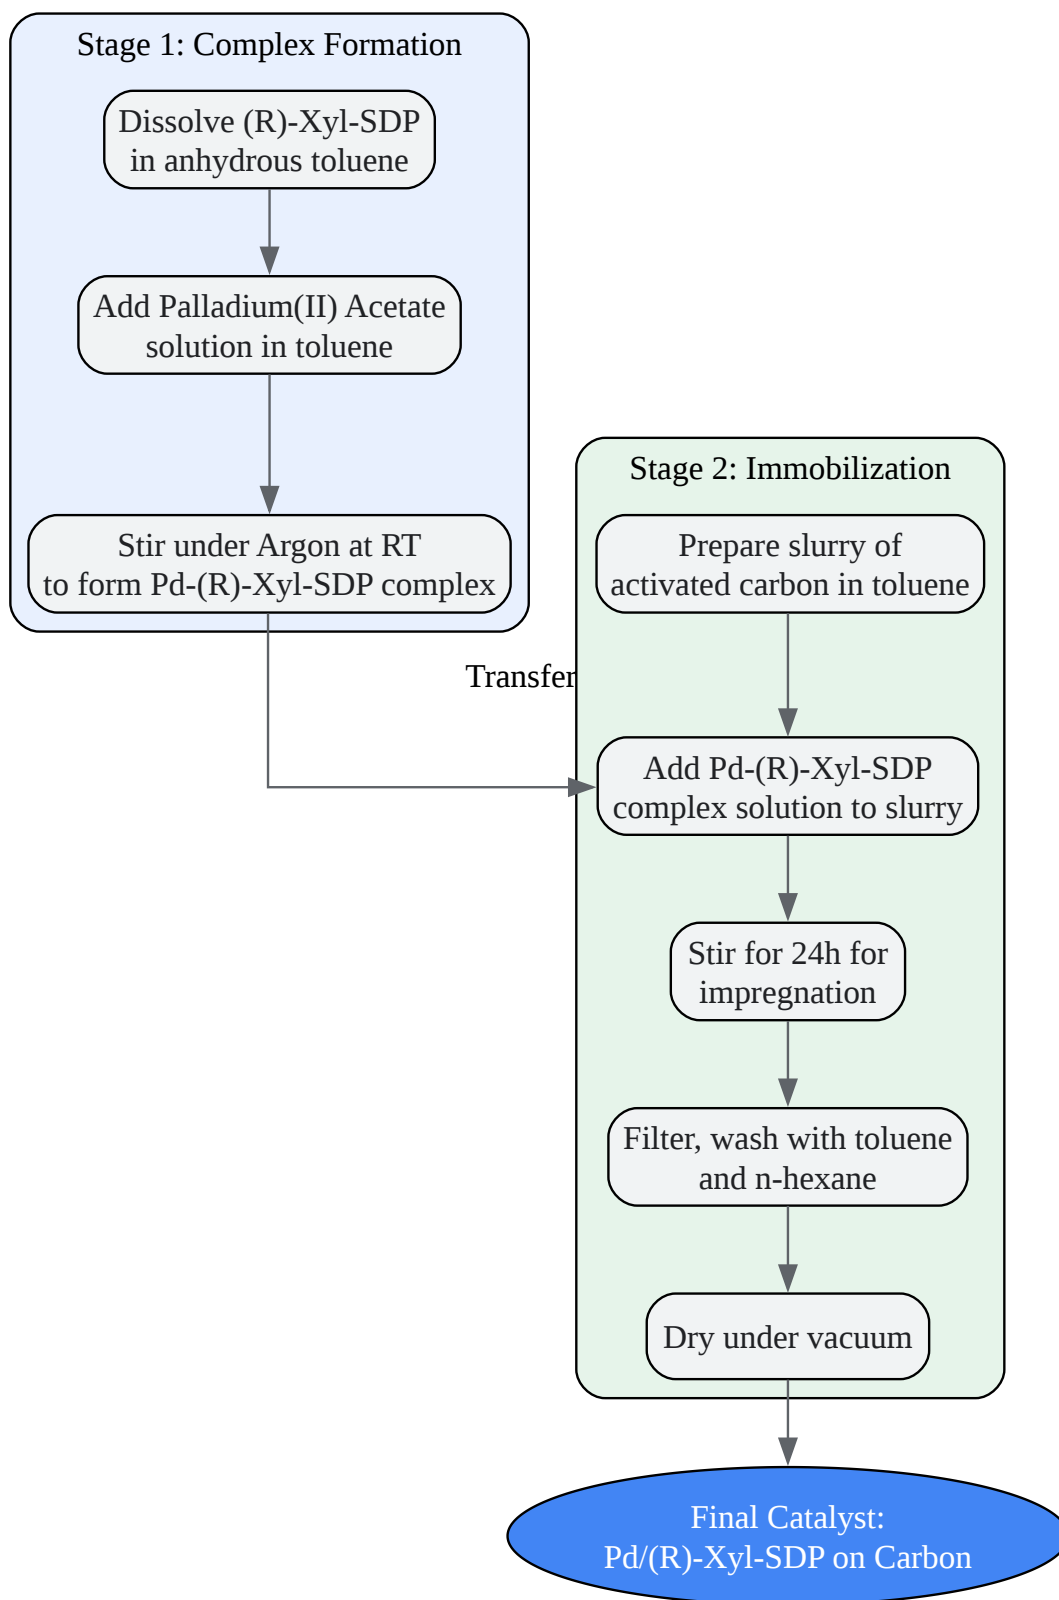 Stage 1: Complex Formation
Dissolve (R)-Xyl-SDP
in anhydrous toluene
Add Palladium(II) Acetate
solution in toluene
Stir under Argon at RT
to form Pd-(R)-Xyl-SDP complex
Transfer
Stage 2: Immobilization
Prepare slurry of
activated carbon in toluene
Add Pd-(R)-Xyl-SDP
complex solution to slurry
Stir for 24h for
impregnation
Filter, wash with toluene
and n-hexane
Dry under vacuum
Final Catalyst:
Pd/(R)-Xyl-SDP on Carbon